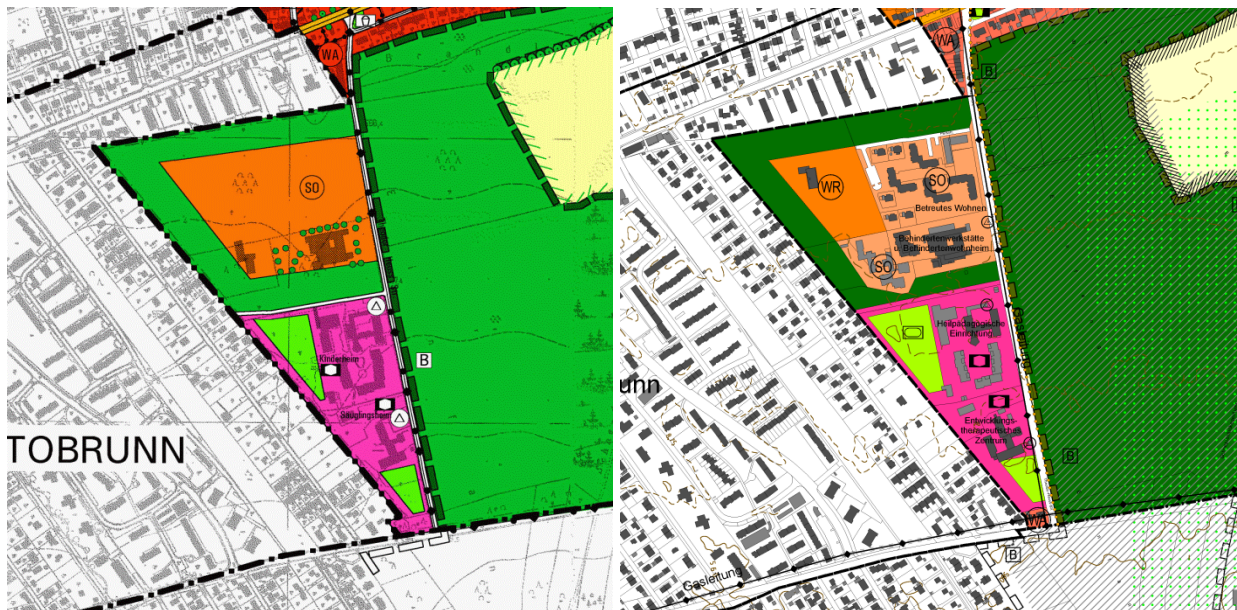 WA
B
SO
Kinderheim
B
Säuglingsheim
TOBRUNN
WA
B
WR
SO
Betreutes Wohnen
Behindertenwerkstätte
u. Behindertenwohnheim
SO
Heilpädagogische
Einrichtung
unn
Entwicklungs-
therapeutisches
Zentrum
B
WA
B
Gasleitung